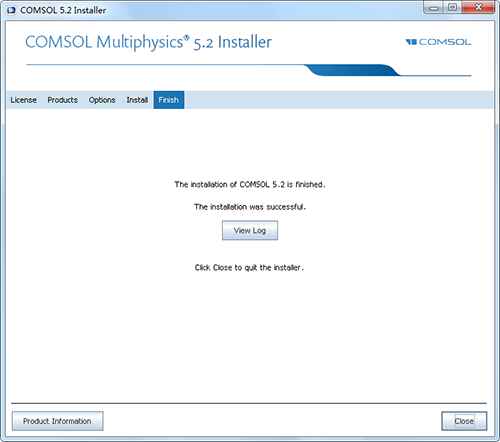 COMSOL 5.2 Installer
COMSOL Multiphysics® 5.2 Installer
COMSOL
License Products Options Install Finish
The installation of COMSOL 5.2 is finished.
The installation was successful.
View Log
Click Close to quit the installer.
Product Information
Close